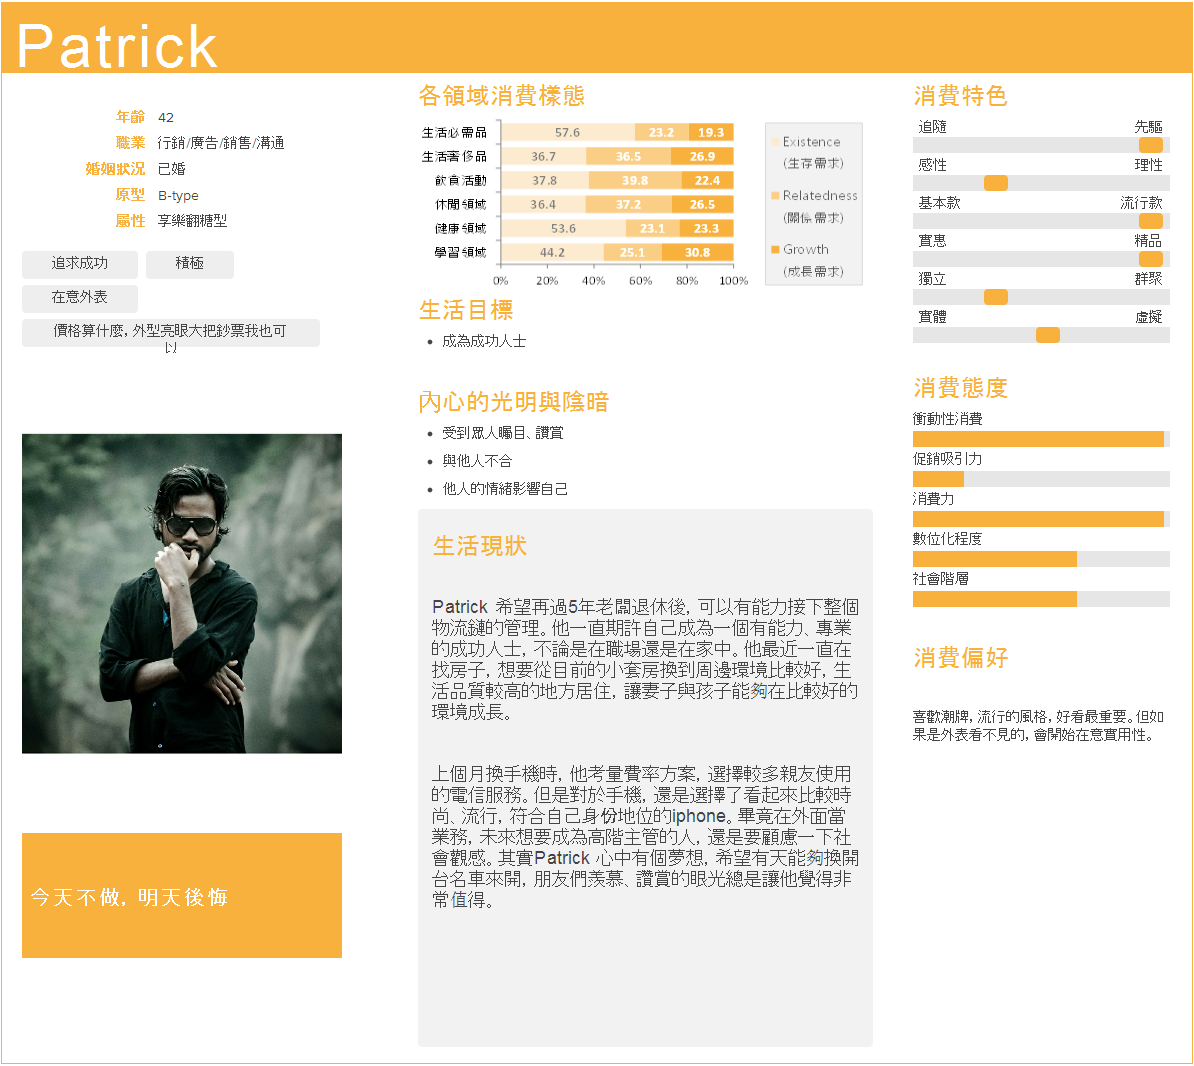 Patrick
年齡 42
職業 行銷/廣告/銷售/溝通
婚姻狀況 已婚
原型 B-type
屬性 享樂翻糖型
追求成功 積極
在意外表
價格算什麼, 外型亮眼大把鈔票我也可
以
今天不做, 明天後悔
各領域消費樣態
生活必需品 57.6 23.2 19.3
生活奢侈品 36.7 36.5 26.9
飲食活動 37.8 39.8 22.4
休閒領域 36.4 37.2 26.5
健康領域 53.6 23.1 23.3
學習領域 44.2 25.1 30.8
0% 20% 40% 60% 80% 100%
Existence
(生存需求)
Relatedness
(關係需求)
Growth
(成長需求)
生活目標
• 成為成功人士
內心的光明與陰暗
• 受到眾人矚目、讚賞
• 與他人不合
• 他人的情緒影響自己
生活現狀
Patrick 希望再過5年老闆退休後, 可以有能力接下整個
物流鏈的管理。他一直期許自己成為一個有能力、專業
的成功人士, 不論是在職場還是在家中。他最近一直在
找房子, 想要從目前的小套房換到周邊環境比較好, 生
活品質較高的地方居住, 讓妻子與孩子能夠在比較好的
環境成長。
上個月換手機時, 他考量費率方案, 選擇較多親友使用
的電信服務。但是對於手機, 還是選擇了看起來比較時
尚、流行, 符合自己身份地位的iphone。畢竟在外面當
業務, 未來想要成為高階主管的人, 還是要顧慮一下社
會觀感。其實Patrick 心中有個夢想, 希望有天能夠換開
台名車來開, 朋友們羨慕、讚賞的眼光總是讓他覺得非
常值得。
消費特色
追隨 先驅
感性 理性
基本款 流行款
實惠 精品
獨立 群聚
實體 虛擬
消費態度
衝動性消費
促銷吸引力
消費力
數位化程度
社會階層
消費偏好
喜歡潮牌, 流行的風格, 好看最重要。但如
果是外表看不見的, 會開始在意實用性。